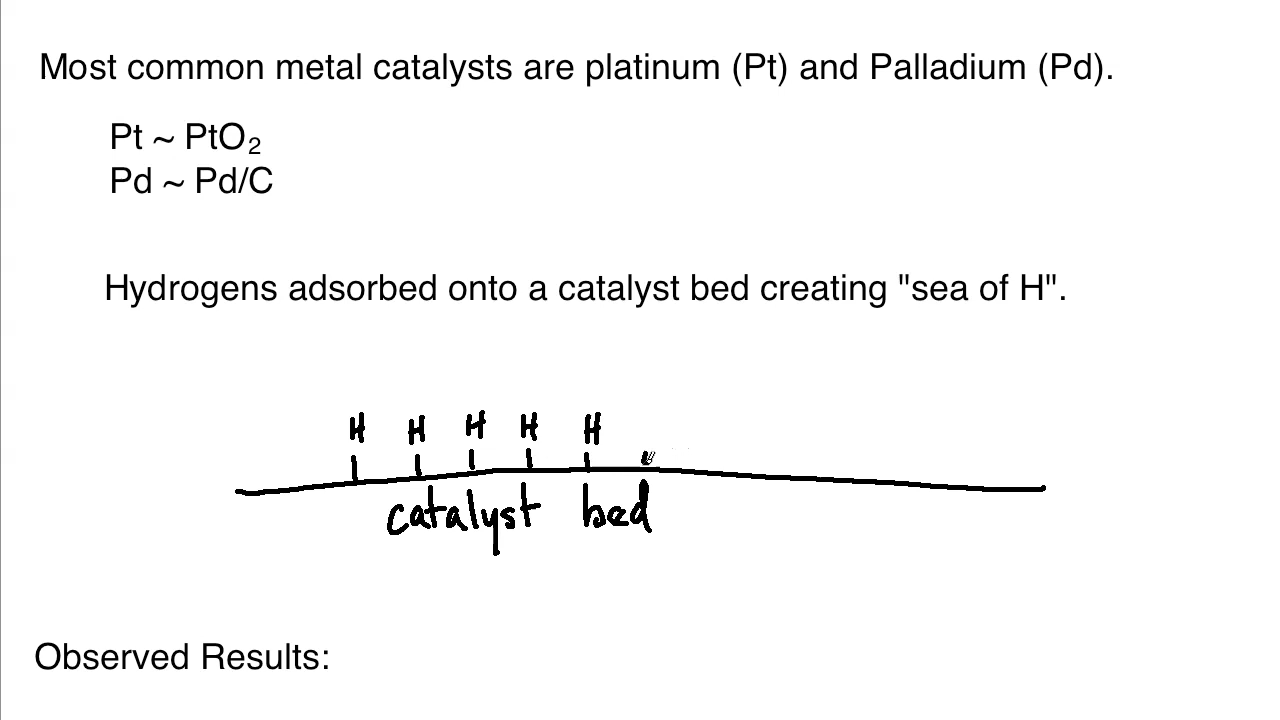 Most common metal catalysts are platinum (Pt) and Palladium (Pd).
Pt ~ PtO₂
Pd ~ Pd/C
Hydrogens adsorbed onto a catalyst bed creating "sea of H".
H H H H H
catalyst bed
Observed Results: